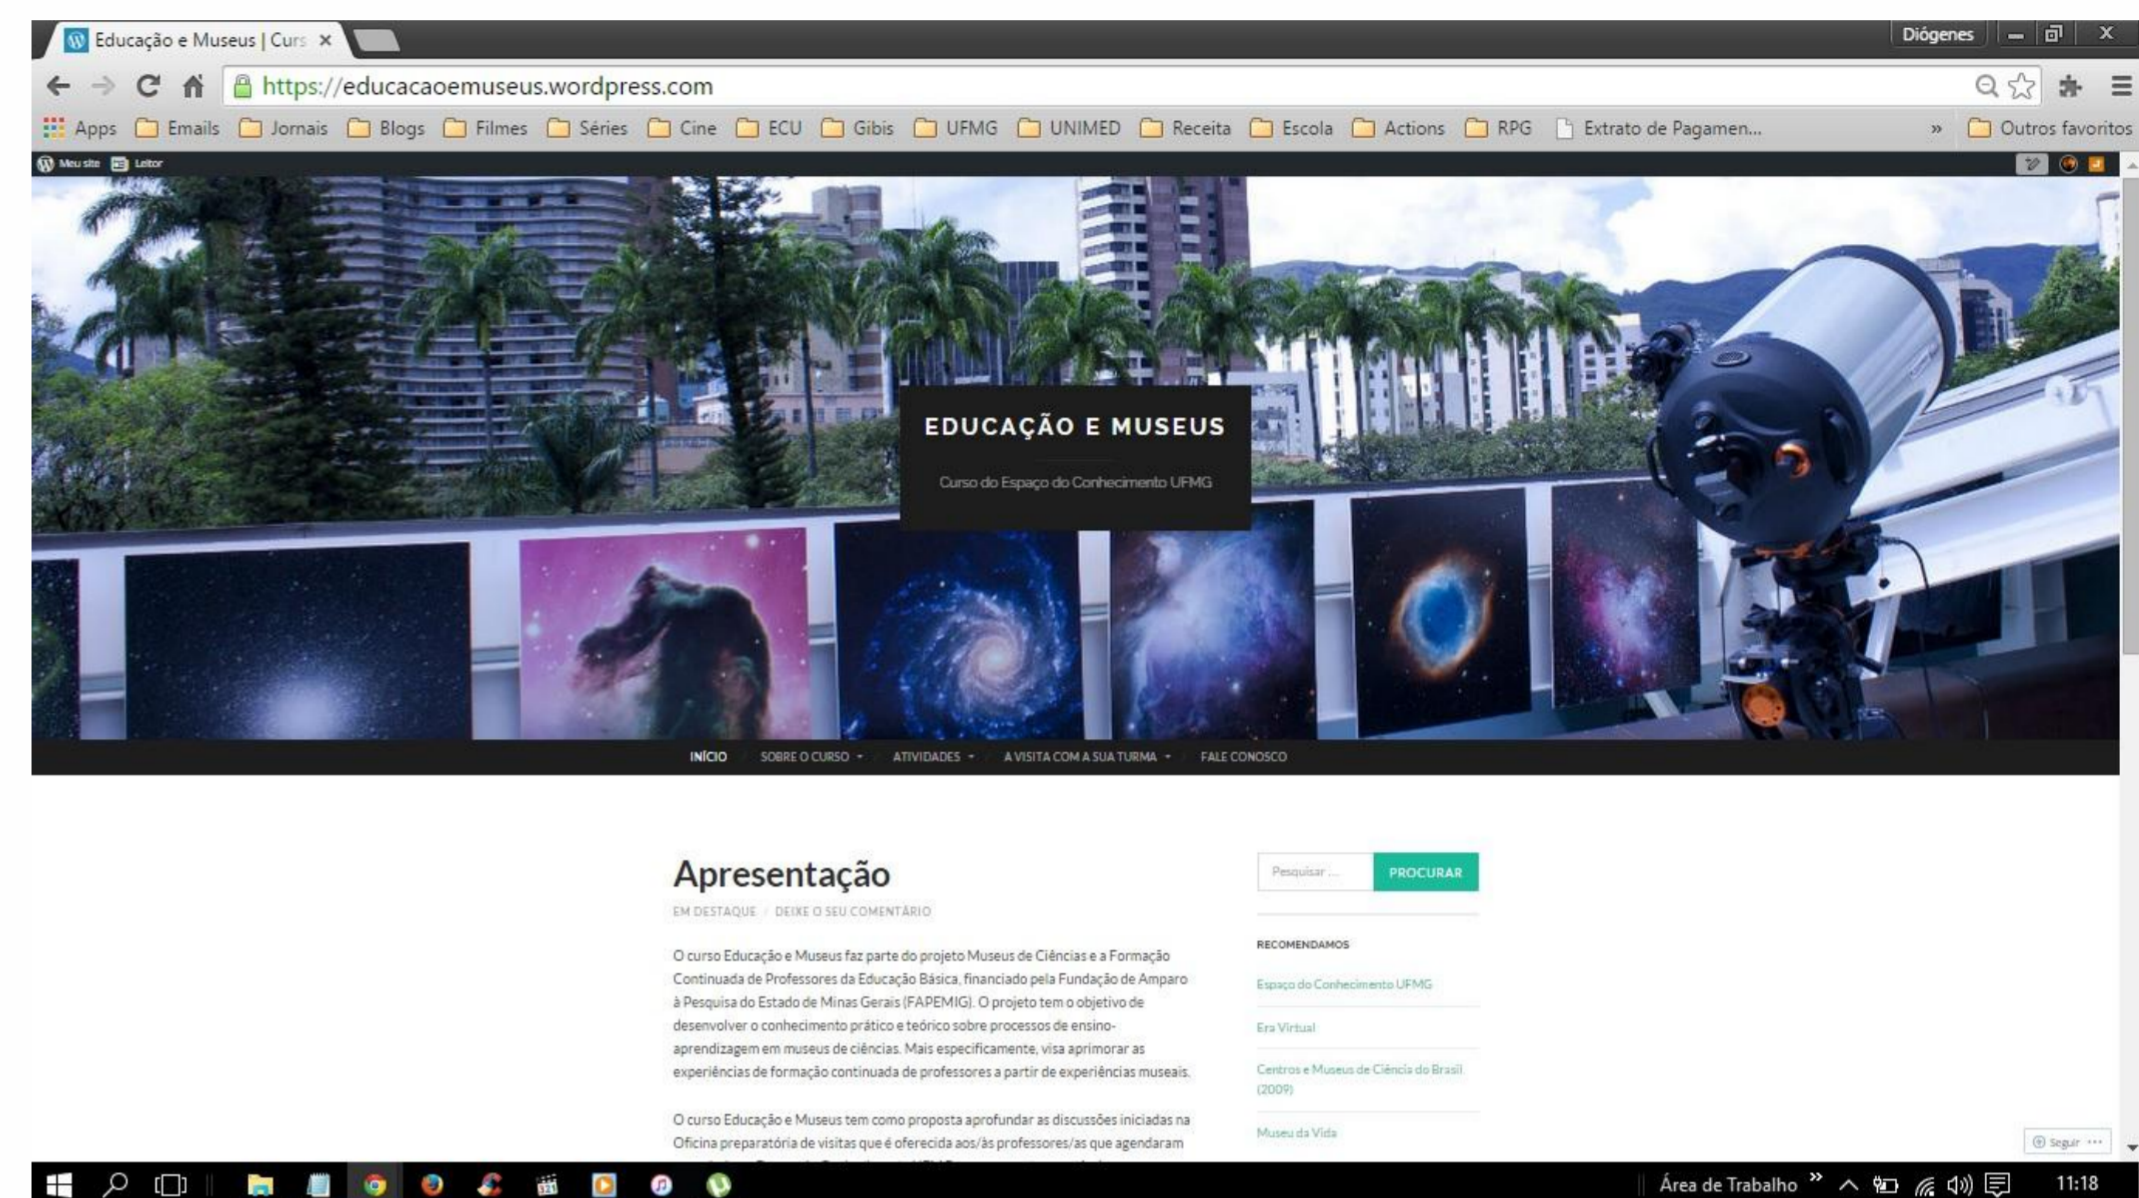 Educação e Museus | Curs
Diógenes
https://educacaoemuseus.wordpress.com
Apps Emails Jornais Blogs Filmes Séries Cine ECU Gibis UFMG UNIMED Receita Escola Actions RPG Extrato de Pagamen... » Outros favoritos
Meu site Leitor
EDUCAÇÃO E MUSEUS
Curso do Espaço do Conhecimento UFMG
INÍCIO / SOBRE O CURSO / ATIVIDADES / A VISITA COM A SUA TURMA / FALE CONOSCO
Apresentação
EM DESTAQUE / DEIXE O SEU COMENTÁRIO
O curso Educação e Museus faz parte do projeto Museus de Ciências e a Formação
Continuada de Professores da Educação Básica, financiado pela Fundação de Amparo
à Pesquisa do Estado de Minas Gerais (FAPEMIG). O projeto tem o objetivo de
desenvolver o conhecimento prático e teórico sobre processos de ensino-
aprendizagem em museus de ciências. Mais especificamente, visa aprimorar as
experiências de formação continuada de professores a partir de experiências museais.
O curso Educação e Museus tem como proposta aprofundar as discussões iniciadas na
Oficina preparatória de visitas que é oferecida aos/às professores/as que agendaram
Pesquisar ...
PROCURAR
RECOMENDAMOS
Espaço do Conhecimento UFMG
Era Virtual
Centros e Museus de Ciência do Brasil
(2009)
Museu da Vida
Seguir ...
Área de Trabalho » 11:18